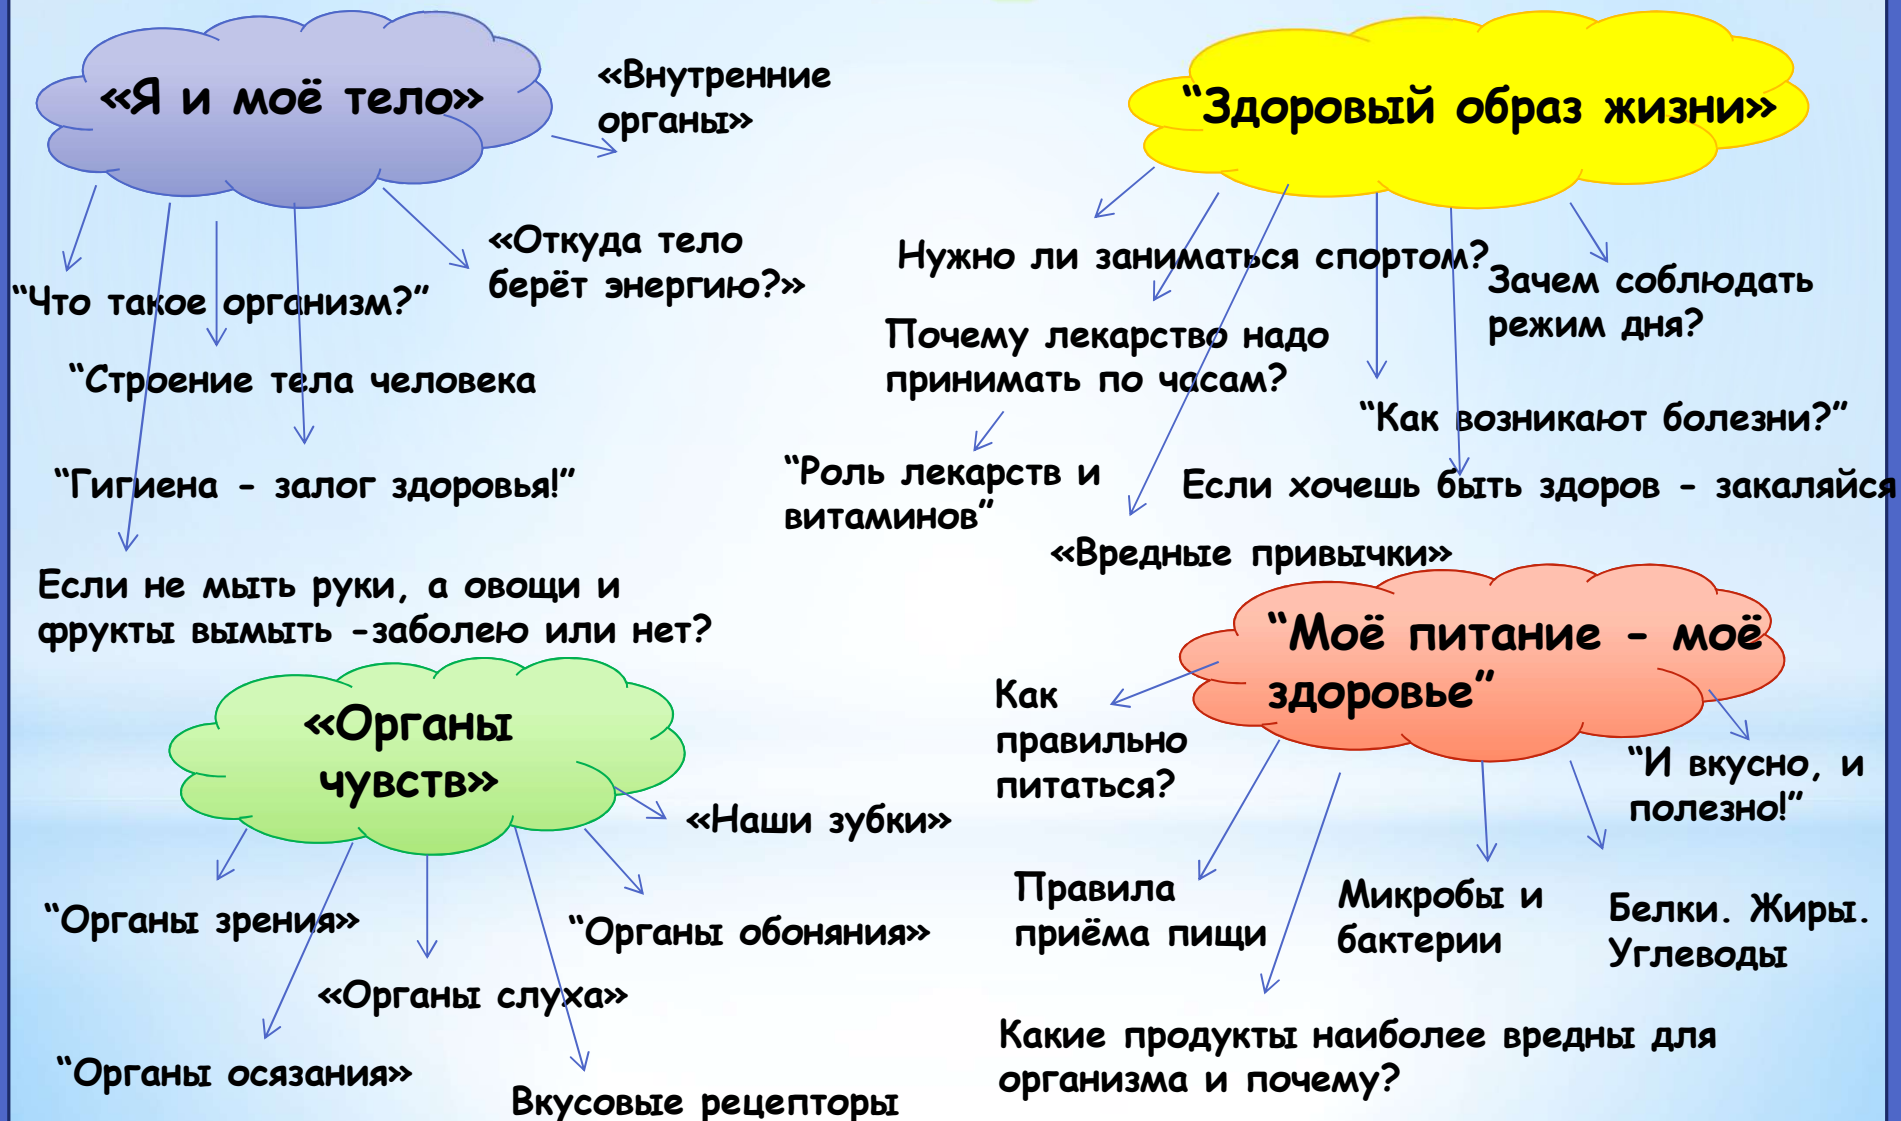 «Я и моё тело»
«Внутренние
органы»
«Откуда тело
берёт энергию?»
“Что такое организм?”
“Строение тела человека
“Гигиена - залог здоровья!”
Если не мыть руки, а овощи и
фрукты вымыть -заболею или нет?
“Здоровый образ жизни»
Нужно ли заниматься спортом?
Зачем соблюдать
режим дня?
Почему лекарство надо
принимать по часам?
“Как возникают болезни?”
“Роль лекарств и
витаминов”
Если хочешь быть здоров - закаляйся
«Вредные привычки»
«Органы
чувств»
«Наши зубки»
“Органы зрения»
“Органы обоняния»
«Органы слуха»
“Органы осязания»
Вкусовые рецепторы
“Моё питание - моё
здоровье”
Как
правильно
питаться?
“И вкусно, и
полезно!”
Правила
приёма пищи
Микробы и
бактерии
Белки. Жиры.
Углеводы
Какие продукты наиболее вредны для
организма и почему?